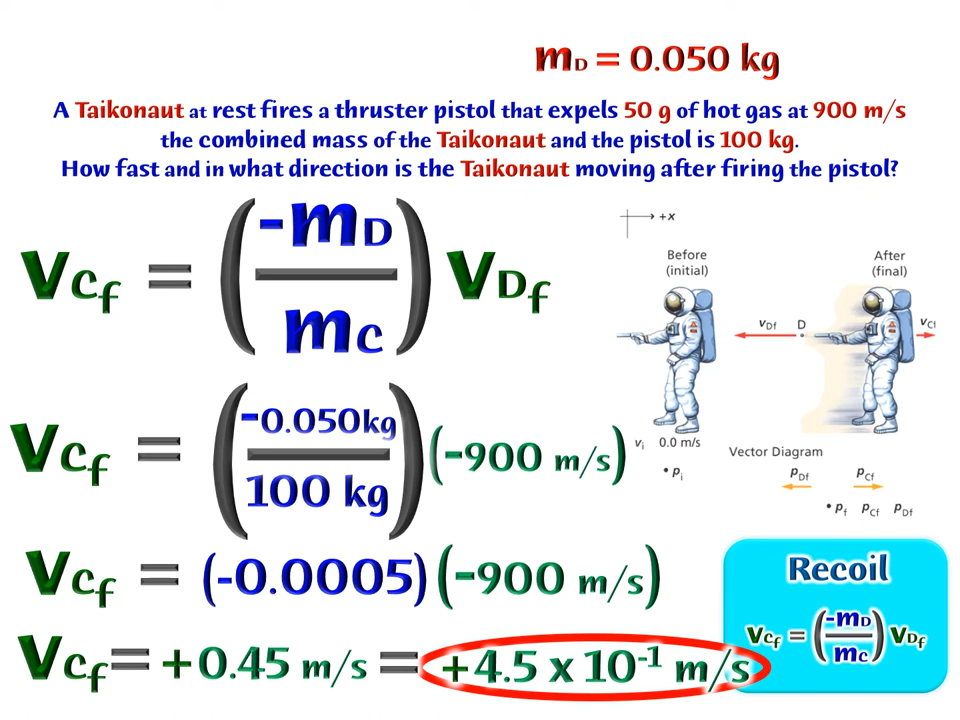 mD = 0.050 kg
A Taikonaut at rest fires a thruster pistol that expels 50 g of hot gas at 900 m/s
the combined mass of the Taikonaut and the pistol is 100 kg.
How fast and in what direction is the Taikonaut moving after firing the pistol?
vCf = (-mD / mC) vDf
+x
Before
(initial)
After
(final)
vDf D vCf
vi 0.0 m/s
• pi
Vector Diagram
pDf pCf
• pf pCf pDf
vCf = (-0.050kg / 100 kg) (-900 m/s)
vCf = (-0.0005) (-900 m/s)
vCf = +0.45 m/s = +4.5 x 10⁻¹ m/s
Recoil
vCf = (-mD / mC) vDf